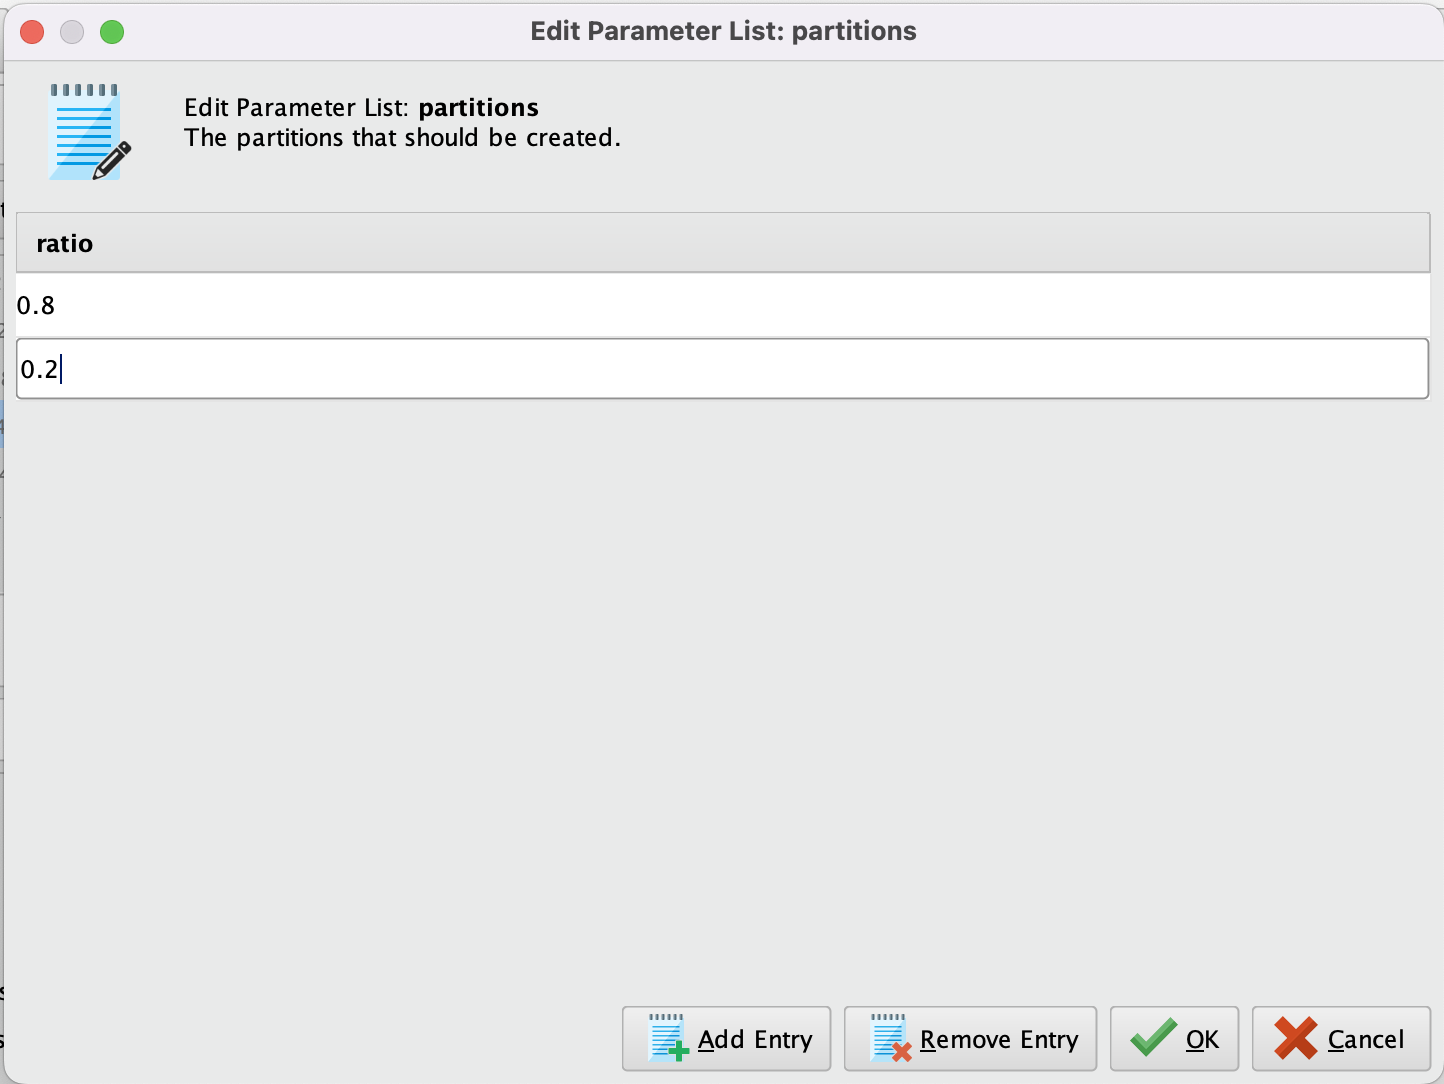 Edit Parameter List: partitions
Edit Parameter List: partitions
The partitions that should be created.
ratio
0.8
0.2
Add Entry
Remove Entry
OK
Cancel